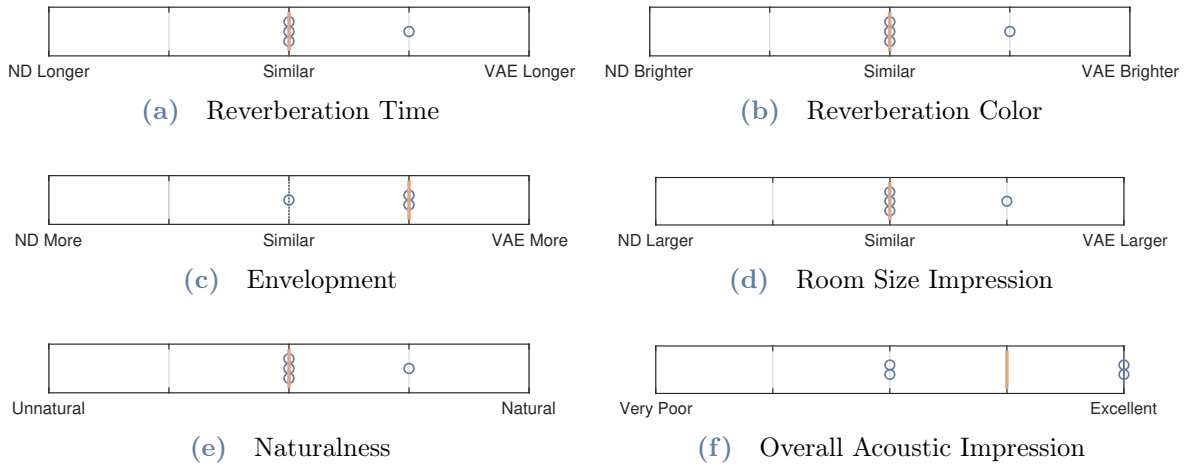 ND Longer Similar VAE Longer
(a) Reverberation Time
ND Brighter Similar VAE Brighter
(b) Reverberation Color
ND More Similar VAE More
(c) Envelopment
ND Larger Similar VAE Larger
(d) Room Size Impression
Unnatural Natural
(e) Naturalness
Very Poor Excellent
(f) Overall Acoustic Impression